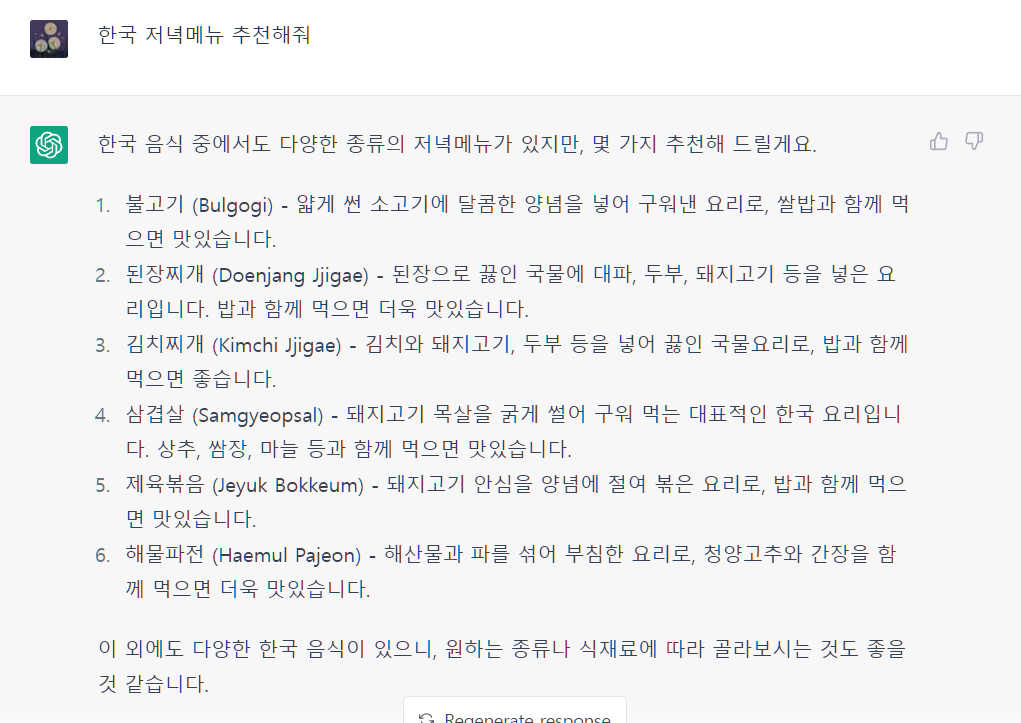 한국 저녁메뉴 추천해줘
한국 음식 중에서도 다양한 종류의 저녁메뉴가 있지만, 몇 가지 추천해 드릴게요.
1. 불고기 (Bulgogi) - 얇게 썬 소고기에 달콤한 양념을 넣어 구워낸 요리로, 쌀밥과 함께 먹
으면 맛있습니다.
2. 된장찌개 (Doenjang Jjigae) - 된장으로 끓인 국물에 대파, 두부, 돼지고기 등을 넣은 요
리입니다. 밥과 함께 먹으면 더욱 맛있습니다.
3. 김치찌개 (Kimchi Jjigae) - 김치와 돼지고기, 두부 등을 넣어 끓인 국물요리로, 밥과 함께
먹으면 좋습니다.
4. 삼겹살 (Samgyeopsal) - 돼지고기 목살을 굵게 썰어 구워 먹는 대표적인 한국 요리입니
다. 상추, 쌈장, 마늘 등과 함께 먹으면 맛있습니다.
5. 제육볶음 (Jeyuk Bokkeum) - 돼지고기 안심을 양념에 절여 볶은 요리로, 밥과 함께 먹으
면 맛있습니다.
6. 해물파전 (Haemul Pajeon) - 해산물과 파를 섞어 부침한 요리로, 청양고추와 간장을 함
께 먹으면 더욱 맛있습니다.
이 외에도 다양한 한국 음식이 있으니, 원하는 종류나 식재료에 따라 골라보시는 것도 좋을
것 같습니다.
Regenerate response